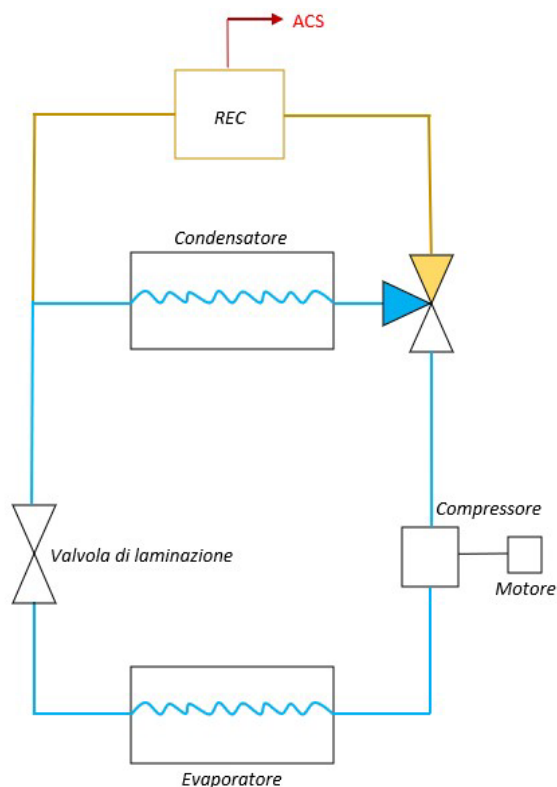 ACS
REC
Condensatore
Compressore
Valvola di laminazione
Motore
Evaporatore